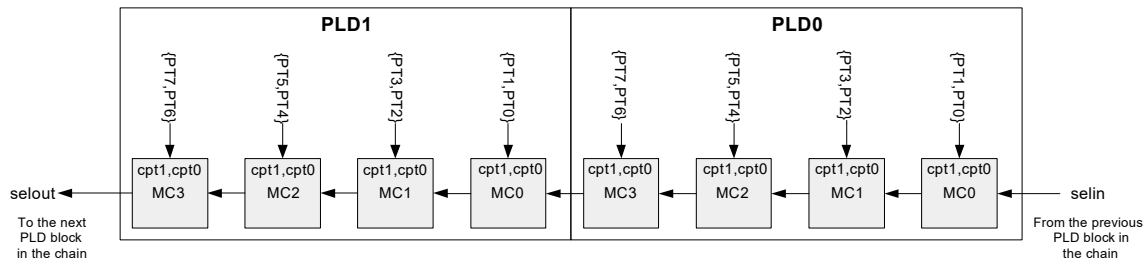 PLD1
PLD0
{PT7,PT6}
{PT5,PT4}
{PT3,PT2}
{PT1,PT0}
{PT7,PT6}
{PT5,PT4}
{PT3,PT2}
{PT1,PT0}
cpt1,cpt0
MC3
cpt1,cpt0
MC2
cpt1,cpt0
MC1
cpt1,cpt0
MC0
cpt1,cpt0
MC3
cpt1,cpt0
MC2
cpt1,cpt0
MC1
cpt1,cpt0
MC0
selout
To the next
PLD block
in the chain
selin
From the previous
PLD block in
the chain